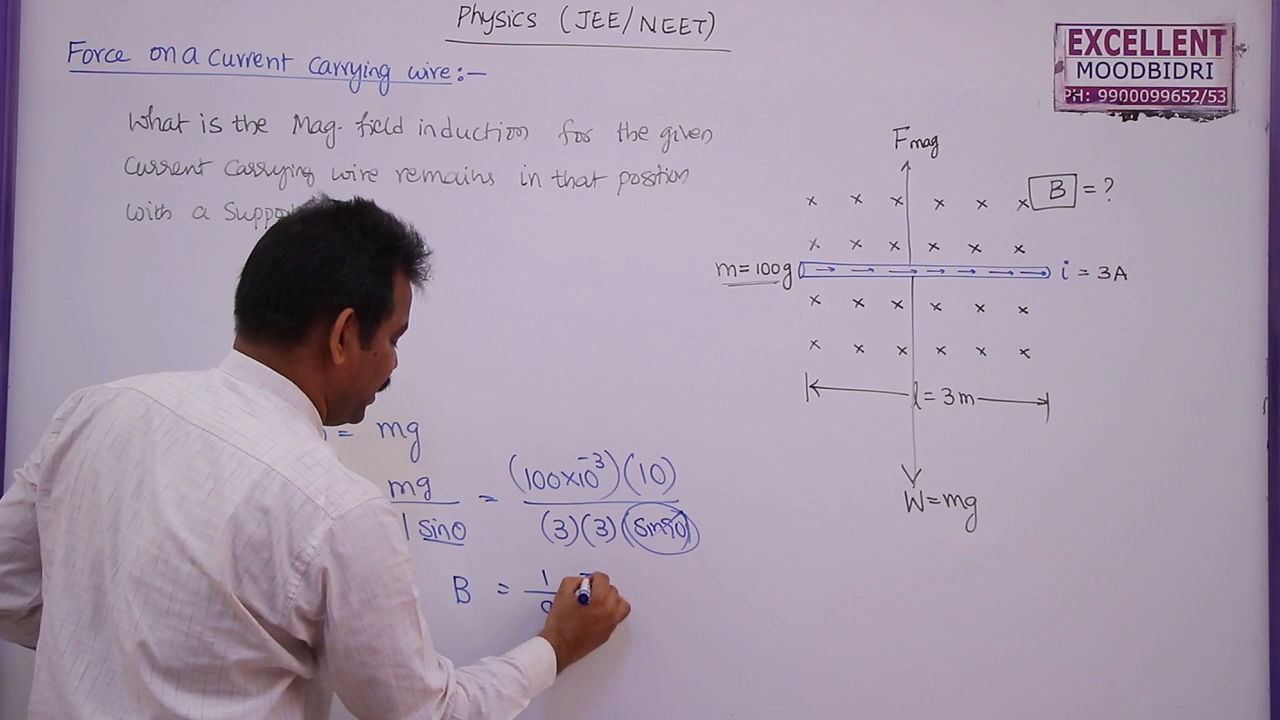 Physics (JEE/NEET)
Force on a current carrying wire:-
What is the Mag. field induction for the given
current carrying wire remains in that position
with a
EXCELLENT
MOODBIDRI
PH: 9900099652/53
Fmag
× × × × × × B = ?
× × × × × ×
m=100g i = 3A
× × × × × ×
× × × × × ×
l = 3m
W=mg
= mg
mg = (100×10⁻³)(10)
l sinθ (3)(3)(sin90)
B = 1